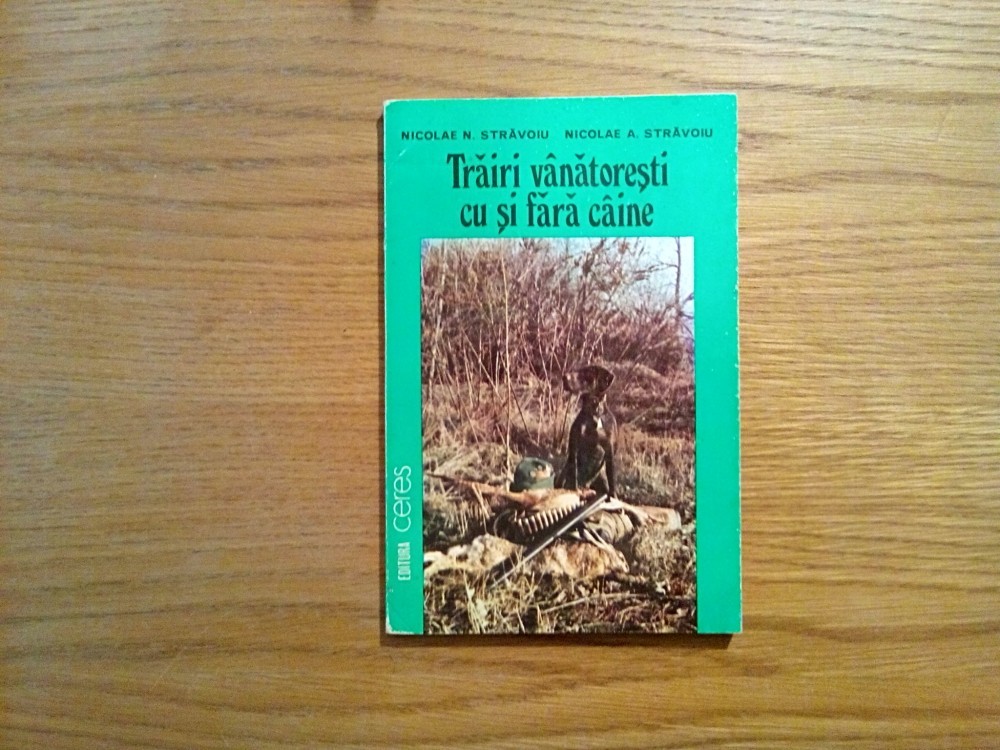 NICOLAE N. STRĂVOIU NICOLAE A. STRĂVOIU
Trăiri vânătorești
cu și fără câine
EDITURA ceres